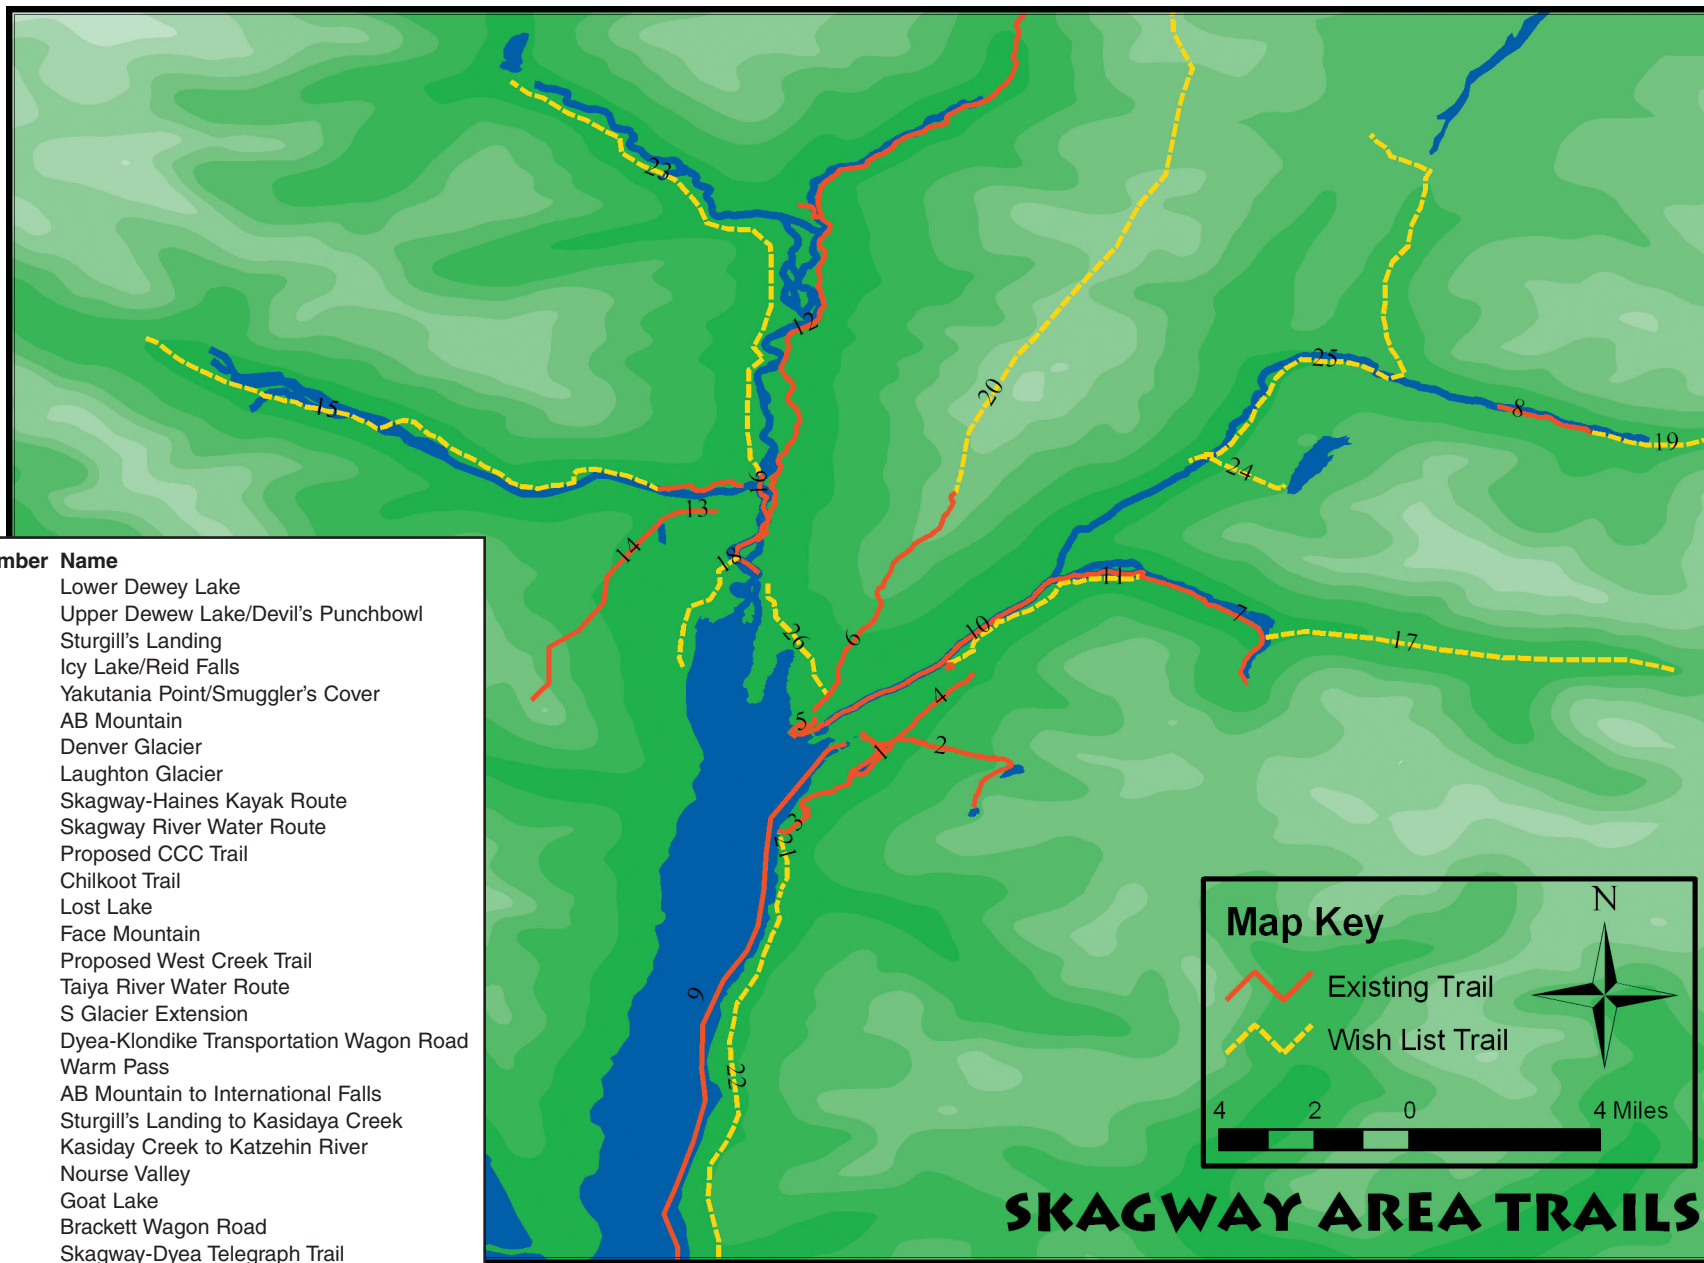 23
12
20
25
15
8
19
24
16
13
14
18
11
7
10
26
6
17
4
5
1
2
3
21
9
22
mber Name
Lower Dewey Lake
Upper Dewew Lake/Devil's Punchbowl
Sturgill's Landing
Icy Lake/Reid Falls
Yakutania Point/Smuggler's Cover
AB Mountain
Denver Glacier
Laughton Glacier
Skagway-Haines Kayak Route
Skagway River Water Route
Proposed CCC Trail
Chilkoot Trail
Lost Lake
Face Mountain
Proposed West Creek Trail
Taiya River Water Route
S Glacier Extension
Dyea-Klondike Transportation Wagon Road
Warm Pass
AB Mountain to International Falls
Sturgill's Landing to Kasidaya Creek
Kasiday Creek to Katzehin River
Nourse Valley
Goat Lake
Brackett Wagon Road
Skagway-Dyea Telegraph Trail
N
Map Key
Existing Trail
Wish List Trail
4 2 0 4 Miles
SKAGWAY AREA TRAILS